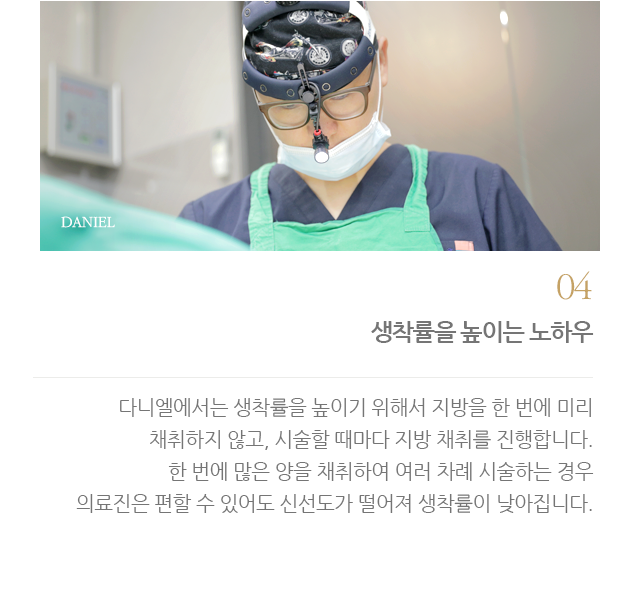 DANIEL
04
생착률을 높이는 노하우
다니엘에서는 생착률을 높이기 위해서 지방을 한 번에 미리
채취하지 않고, 시술할 때마다 지방 채취를 진행합니다.
한 번에 많은 양을 채취하여 여러 차례 시술하는 경우
의료진은 편할 수 있어도 신선도가 떨어져 생착률이 낮아집니다.